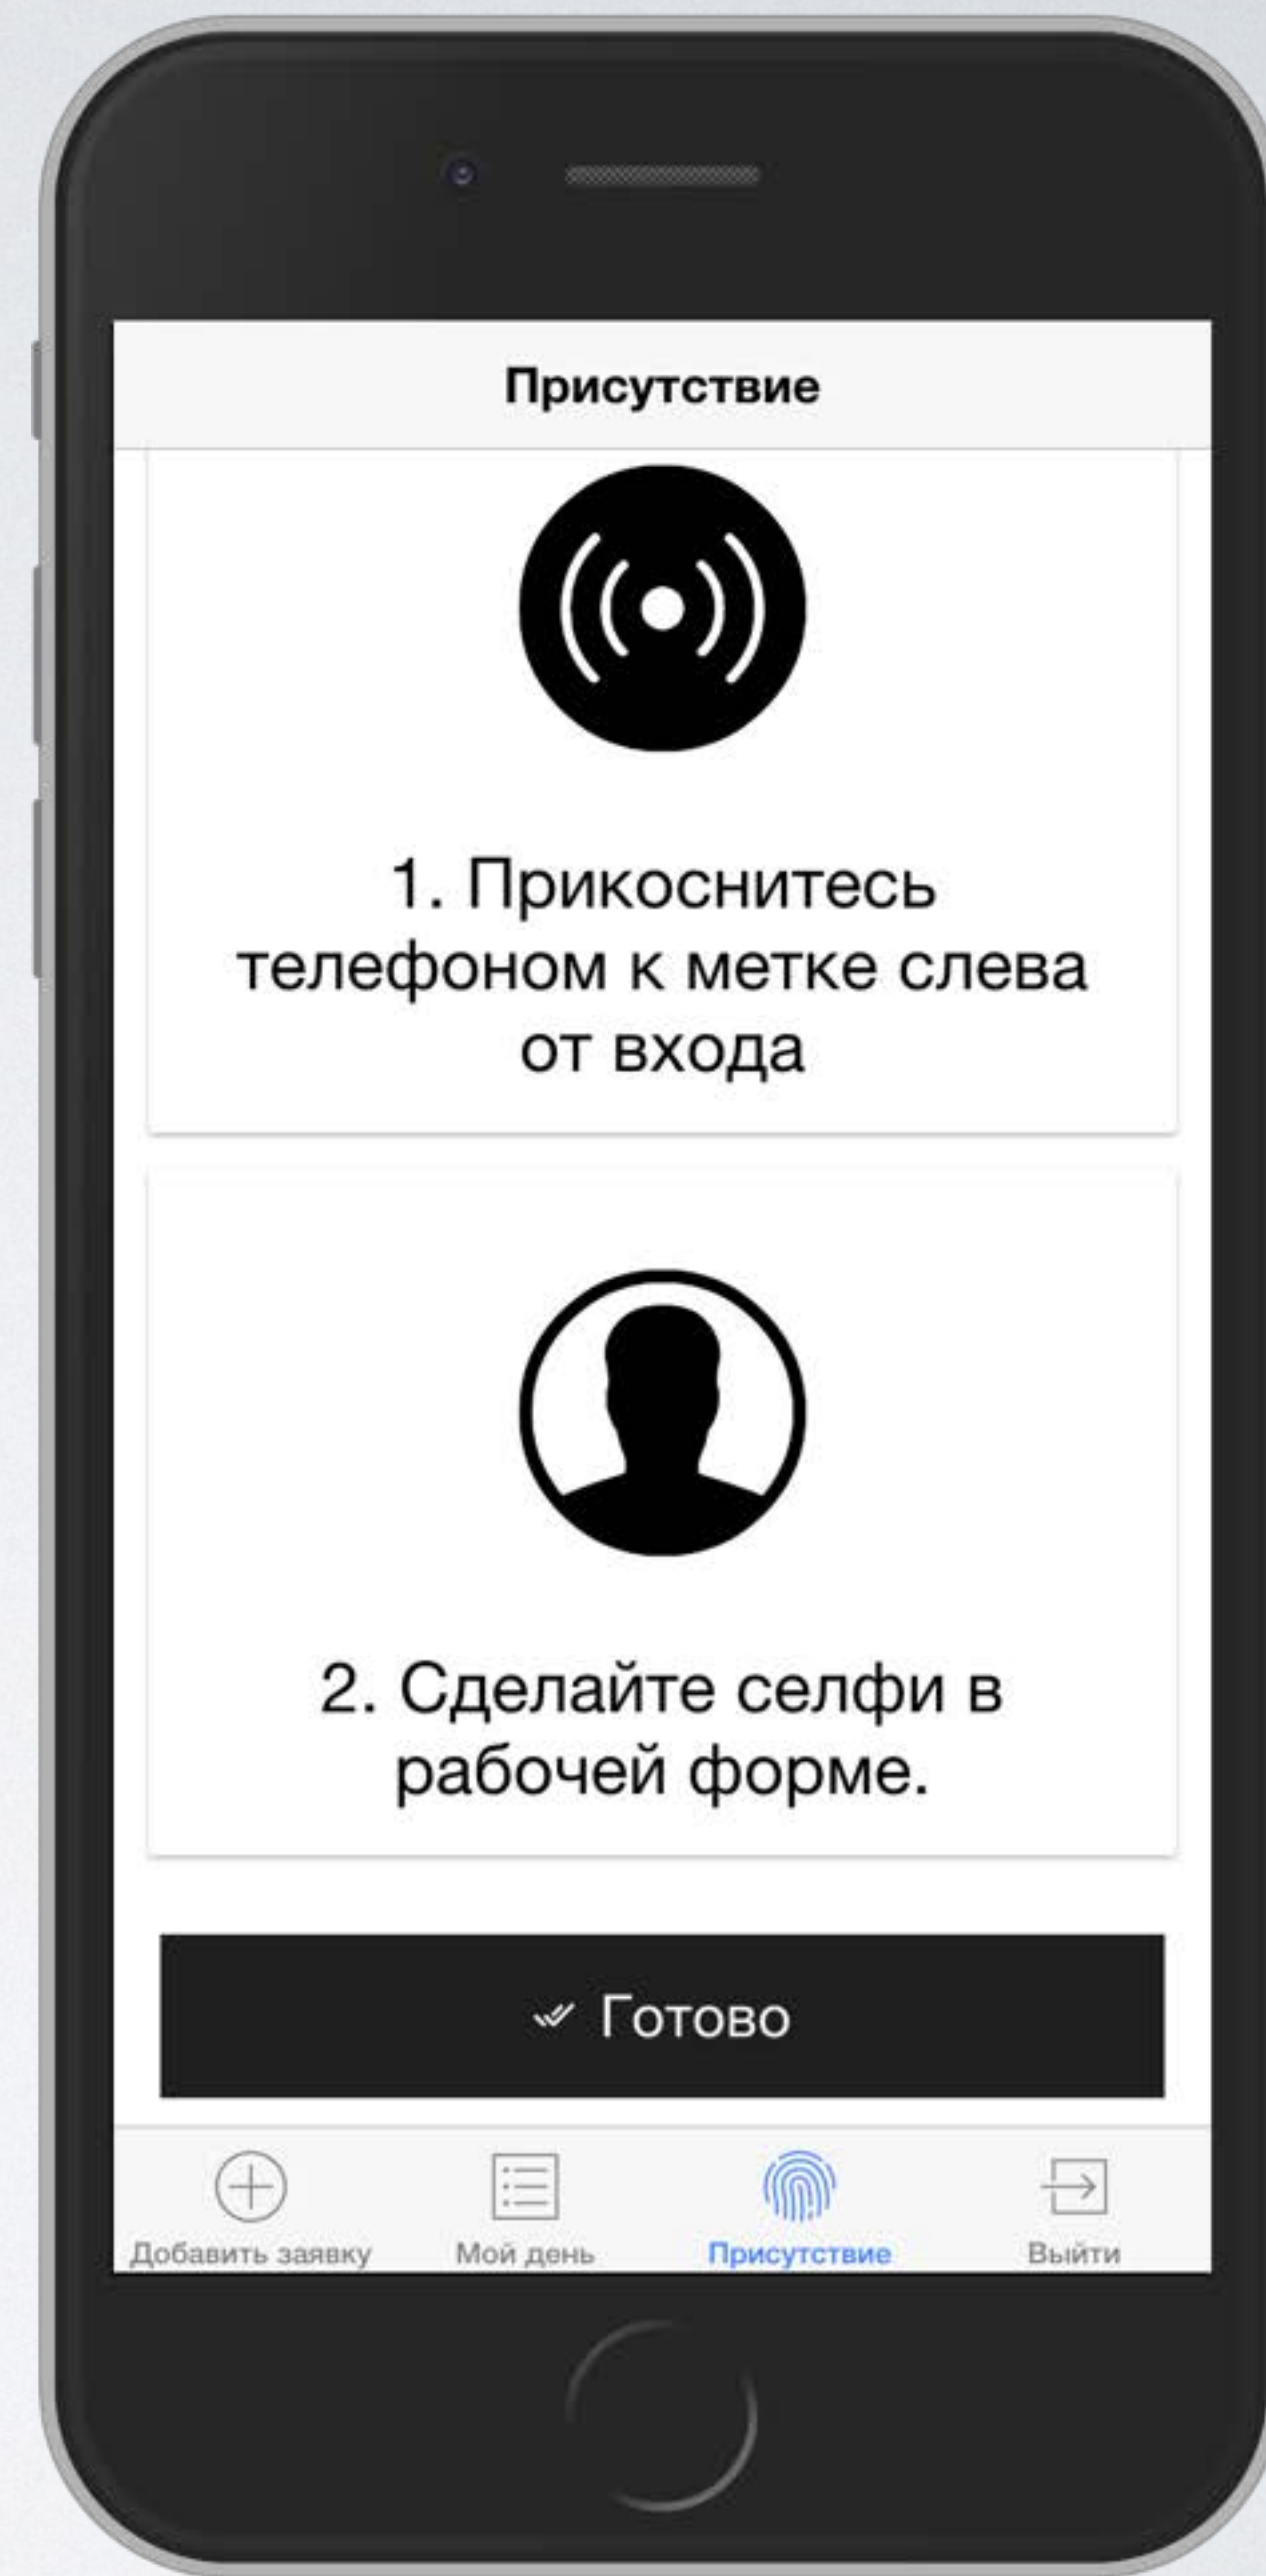 Присутствие
1. Прикоснитесь
телефоном к метке слева
от входа
2. Сделайте селфи в
рабочей форме.
Готово
Добавить заявку
Мой день
Присутствие
Выйти